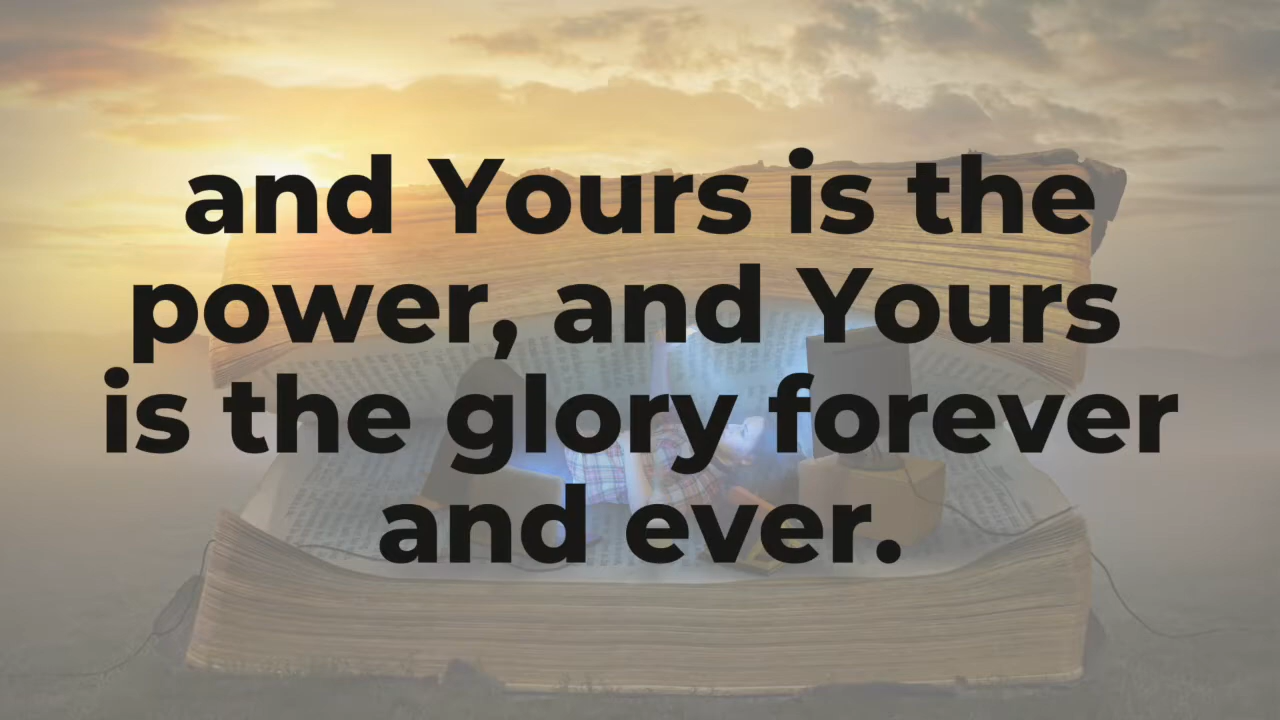 and Yours is the
power, and Yours
is the glory forever
and ever.